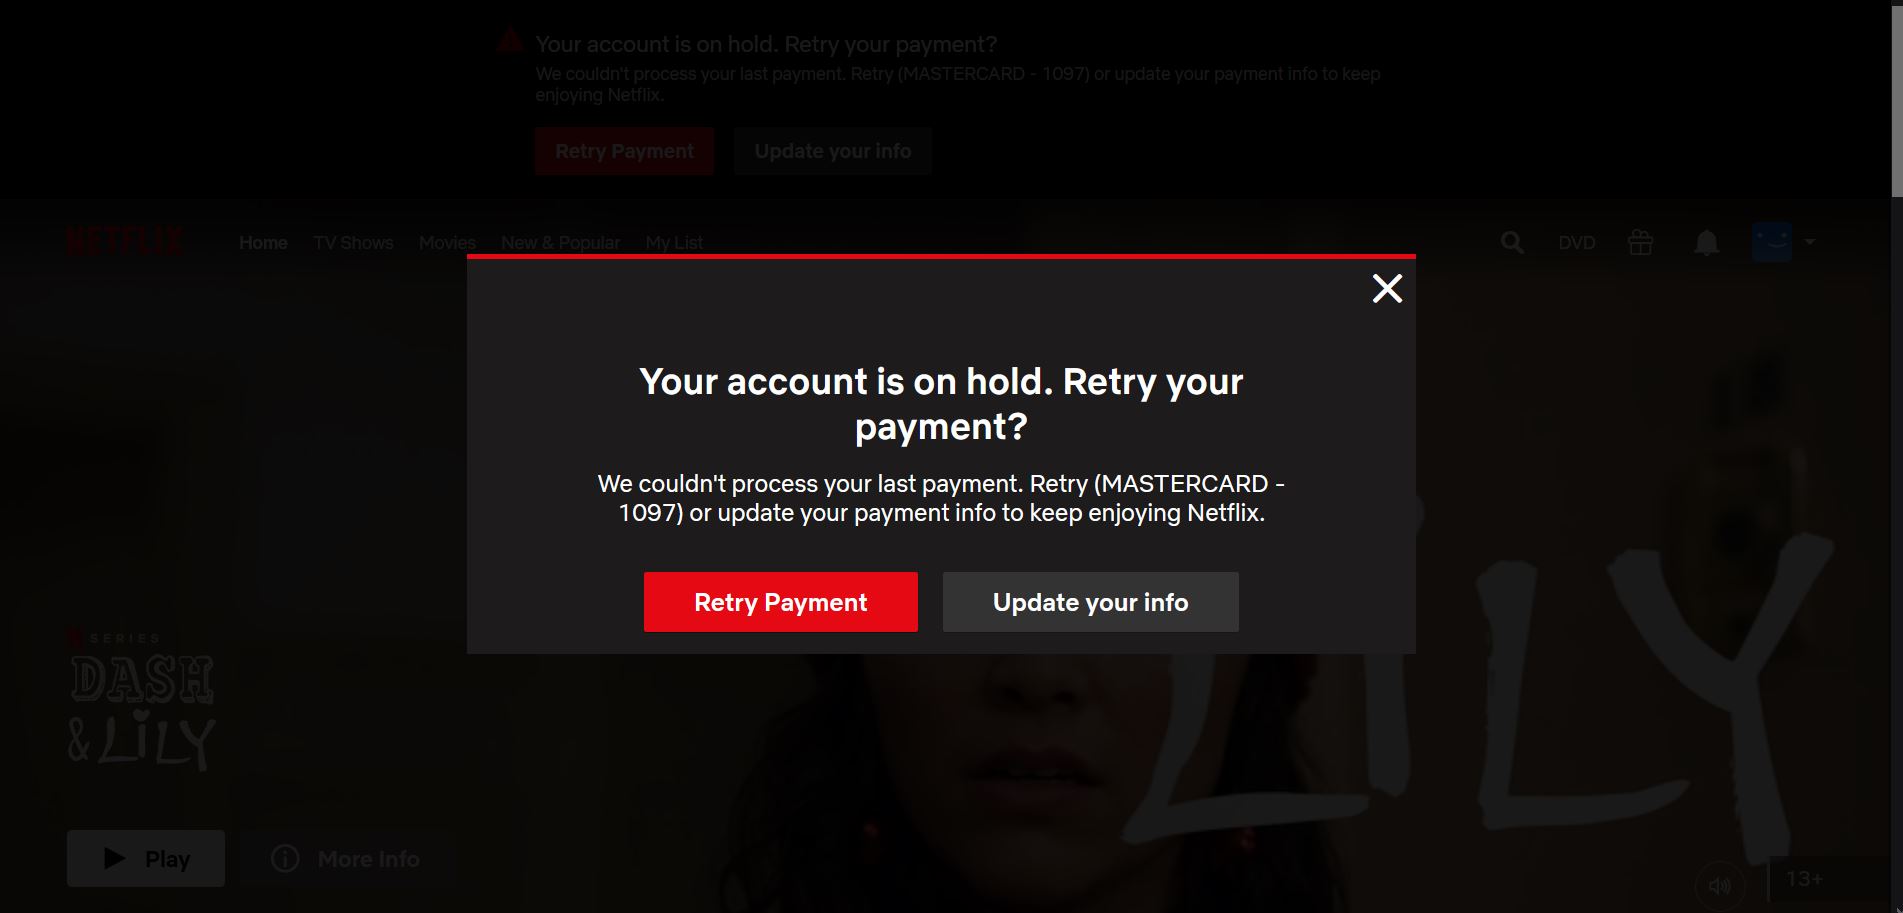 Your account is on hold. Retry your payment?
We couldn't process your last payment. Retry (MASTERCARD - 1097) or update your payment info to keep
enjoying Netflix.
Retry Payment
Update your info
NETFLIX
Home
TV Shows
Movies
New & Popular
My List
DVD
Your account is on hold. Retry your
payment?
We couldn't process your last payment. Retry (MASTERCARD -
1097) or update your payment info to keep enjoying Netflix.
Retry Payment
Update your info
LiLY
N SERIES
DASH
& LiLY
Play
More Info
13+